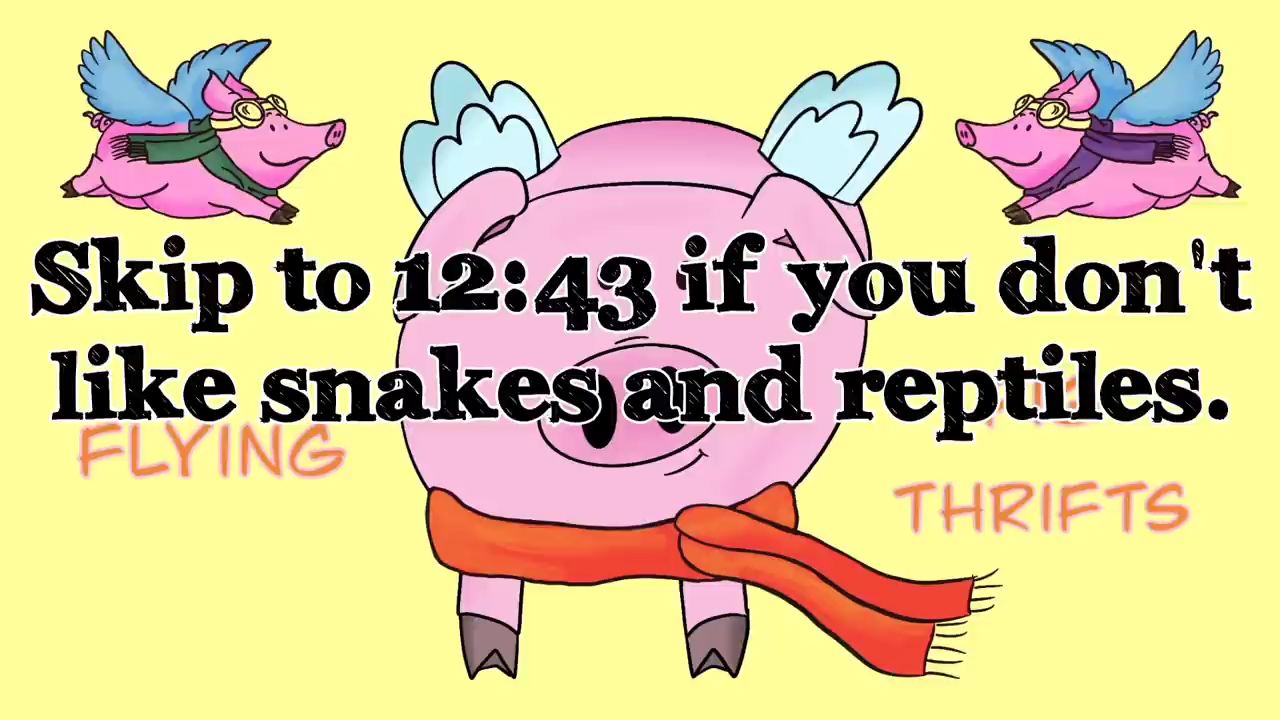 Skip to 12:43 if you don't
like snakes and reptiles.
FLYING
THRIFTS